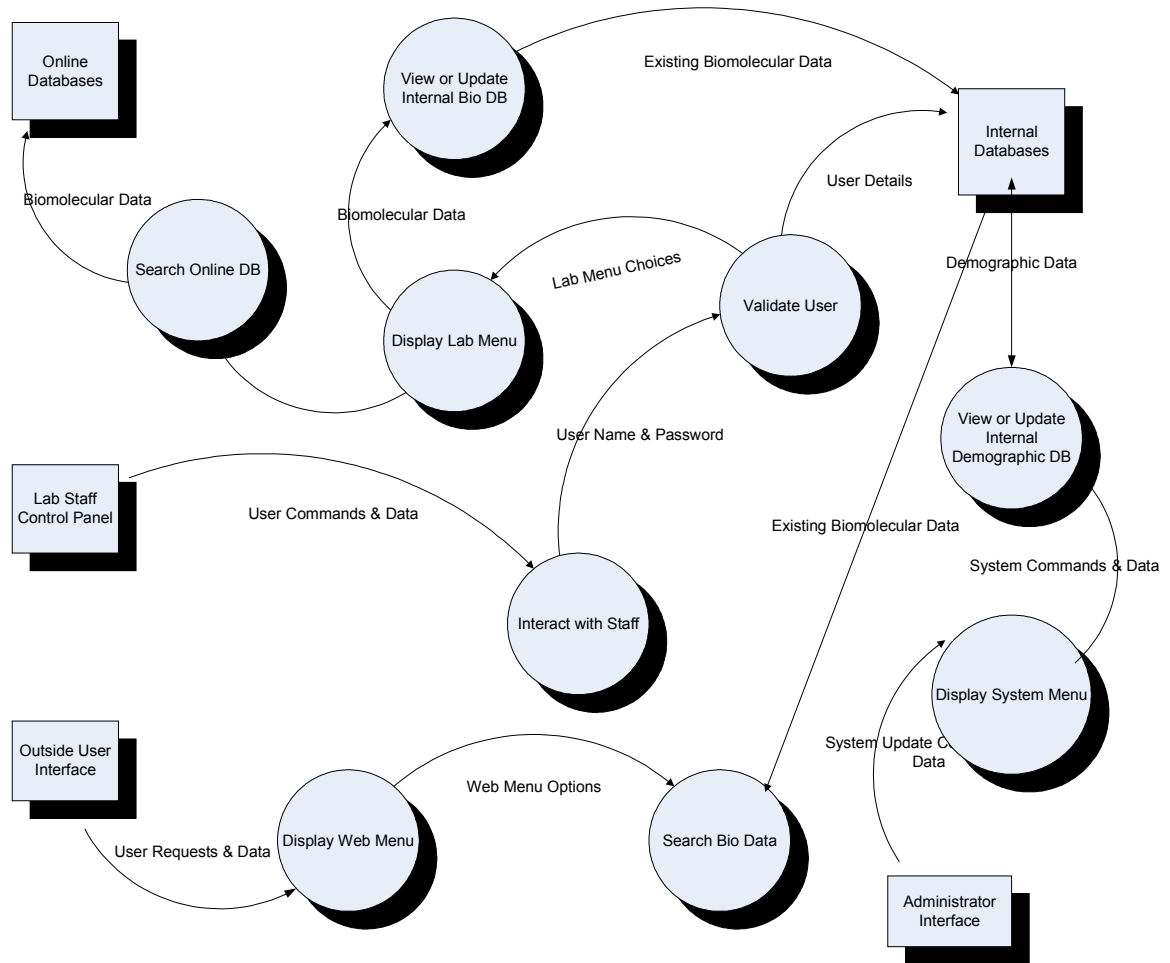 Online
Databases
View or Update
Internal Bio DB
Existing Biomolecular Data
Internal
Databases
User Details
Biomolecular Data
Biomolecular Data
Search Online DB
Lab Menu Choices
Demographic Data
Validate User
Display Lab Menu
View or Update
Internal
Demographic DB
User Name & Password
Lab Staff
Control Panel
User Commands & Data
Existing Biomolecular Data
System Commands & Data
Interact with Staff
Display System Menu
Outside User
Interface
System Update
Data
Web Menu Options
User Requests & Data
Display Web Menu
Search Bio Data
Administrator
Interface